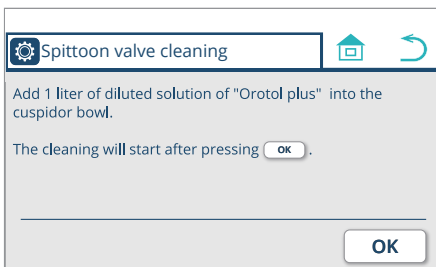 Spittoon valve cleaning
Add 1 liter of diluted solution of "Orotol plus" into the
cuspidor bowl.
The cleaning will start after pressing OK .
OK